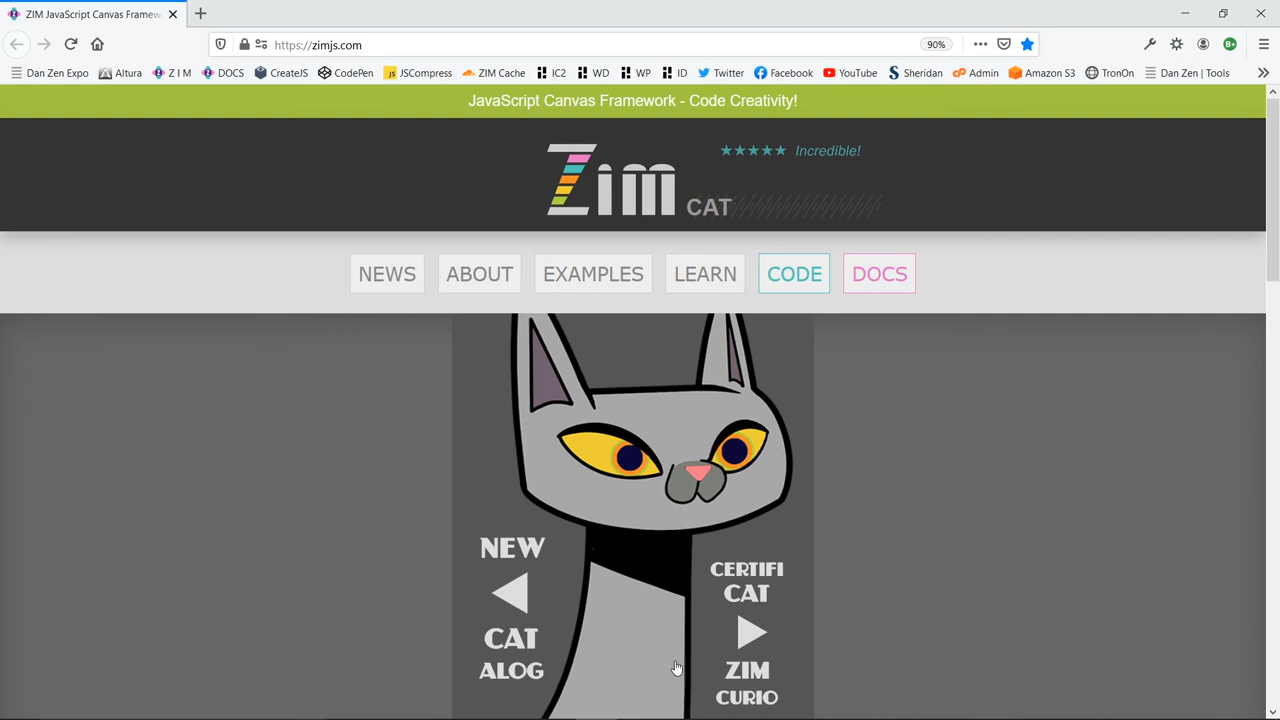 ZIM JavaScript Canvas Framew
https://zimjs.com
90%
Dan Zen Expo
Altura
Z I M
DOCS
CreateJS
CodePen
JS JSCompress
ZIM Cache
IC2
WD
WP
ID
Twitter
Facebook
YouTube
Sheridan
Admin
Amazon S3
TronOn
Dan Zen | Tools
JavaScript Canvas Framework - Code Creativity!
Zim
CAT
★★★★★ Incredible!
NEWS
ABOUT
EXAMPLES
LEARN
CODE
DOCS
NEW
CAT
ALOG
CERTIFI
CAT
ZIM
CURIO